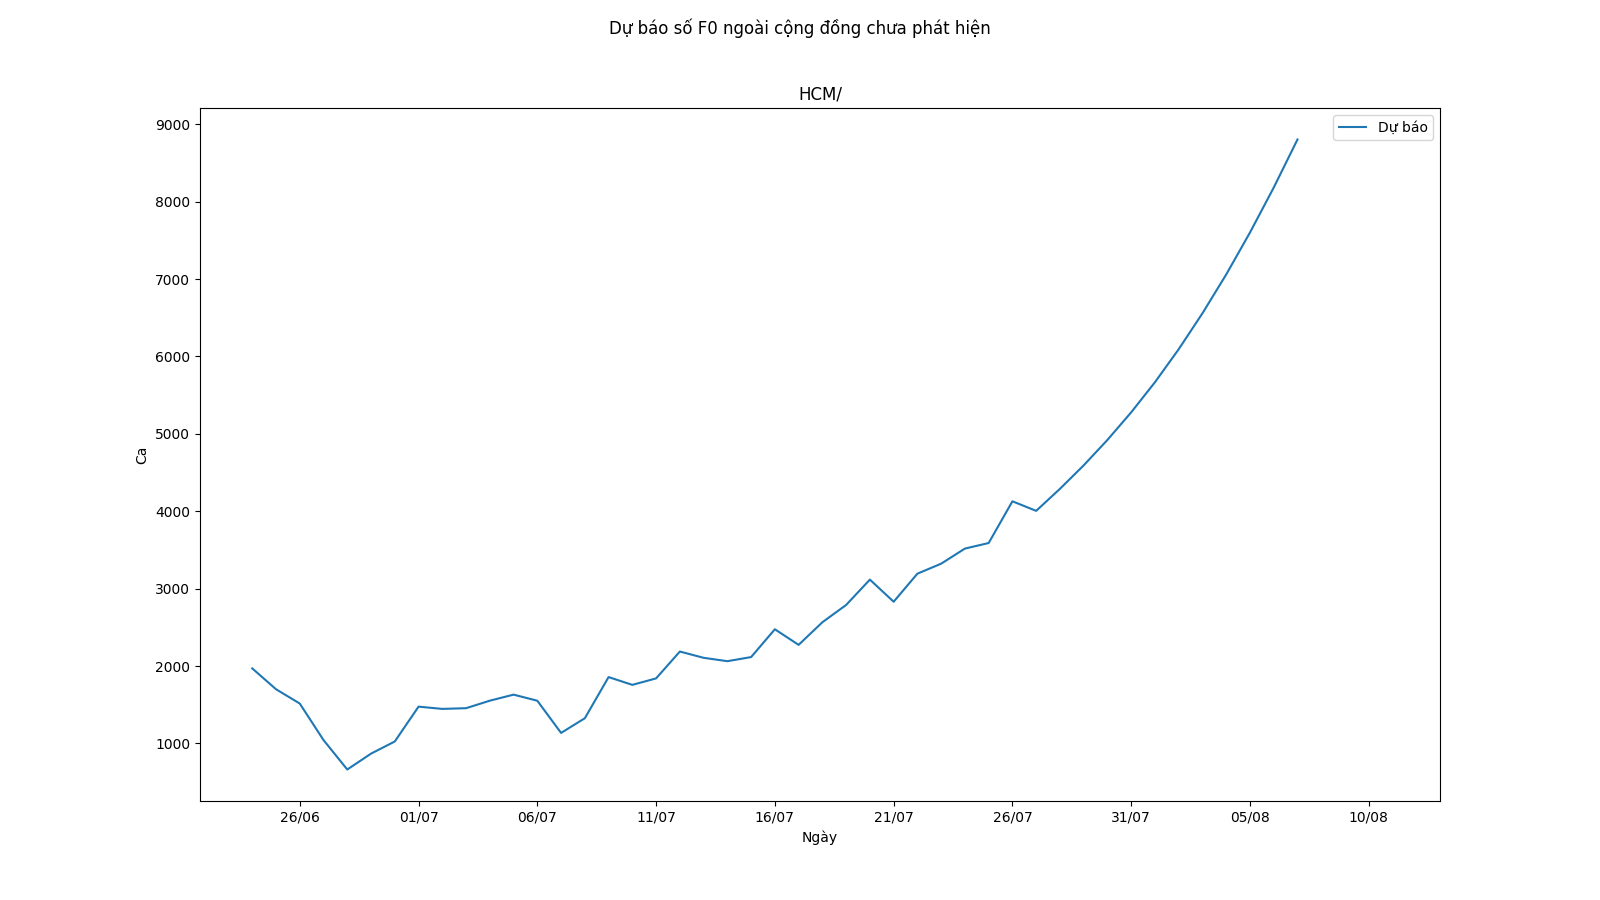 Dự báo số F0 ngoài cộng đồng chưa phát hiện
HCM/
Dự báo
9000
8000
7000
6000
5000
4000
3000
2000
1000
Ca
26/06 01/07 06/07 11/07 16/07 21/07 26/07 31/07 05/08 10/08
Ngày